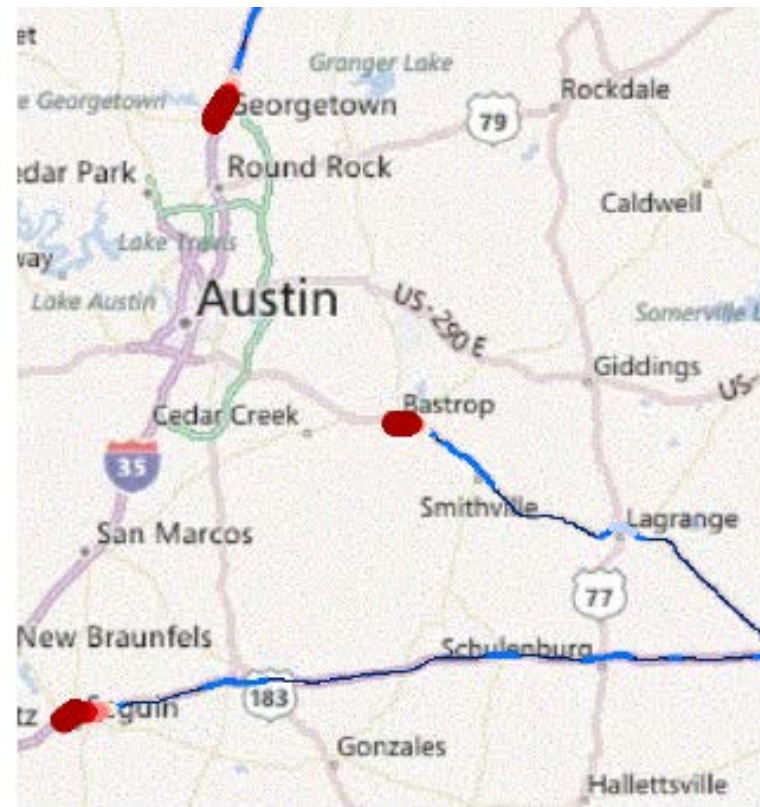 et
Granger Lake
e Georgetown
Georgetown
Rockdale
79
edar Park
Round Rock
Caldwell
Lake Travis
way
Lake Austin
Austin
US-290 E
Somerville L
Giddings
US-
Bastrop
Cedar Creek
35
Smithville
Lagrange
San Marcos
77
New Braunfels
Schulenburg
183
tz
Seguin
Gonzales
Hallettsville